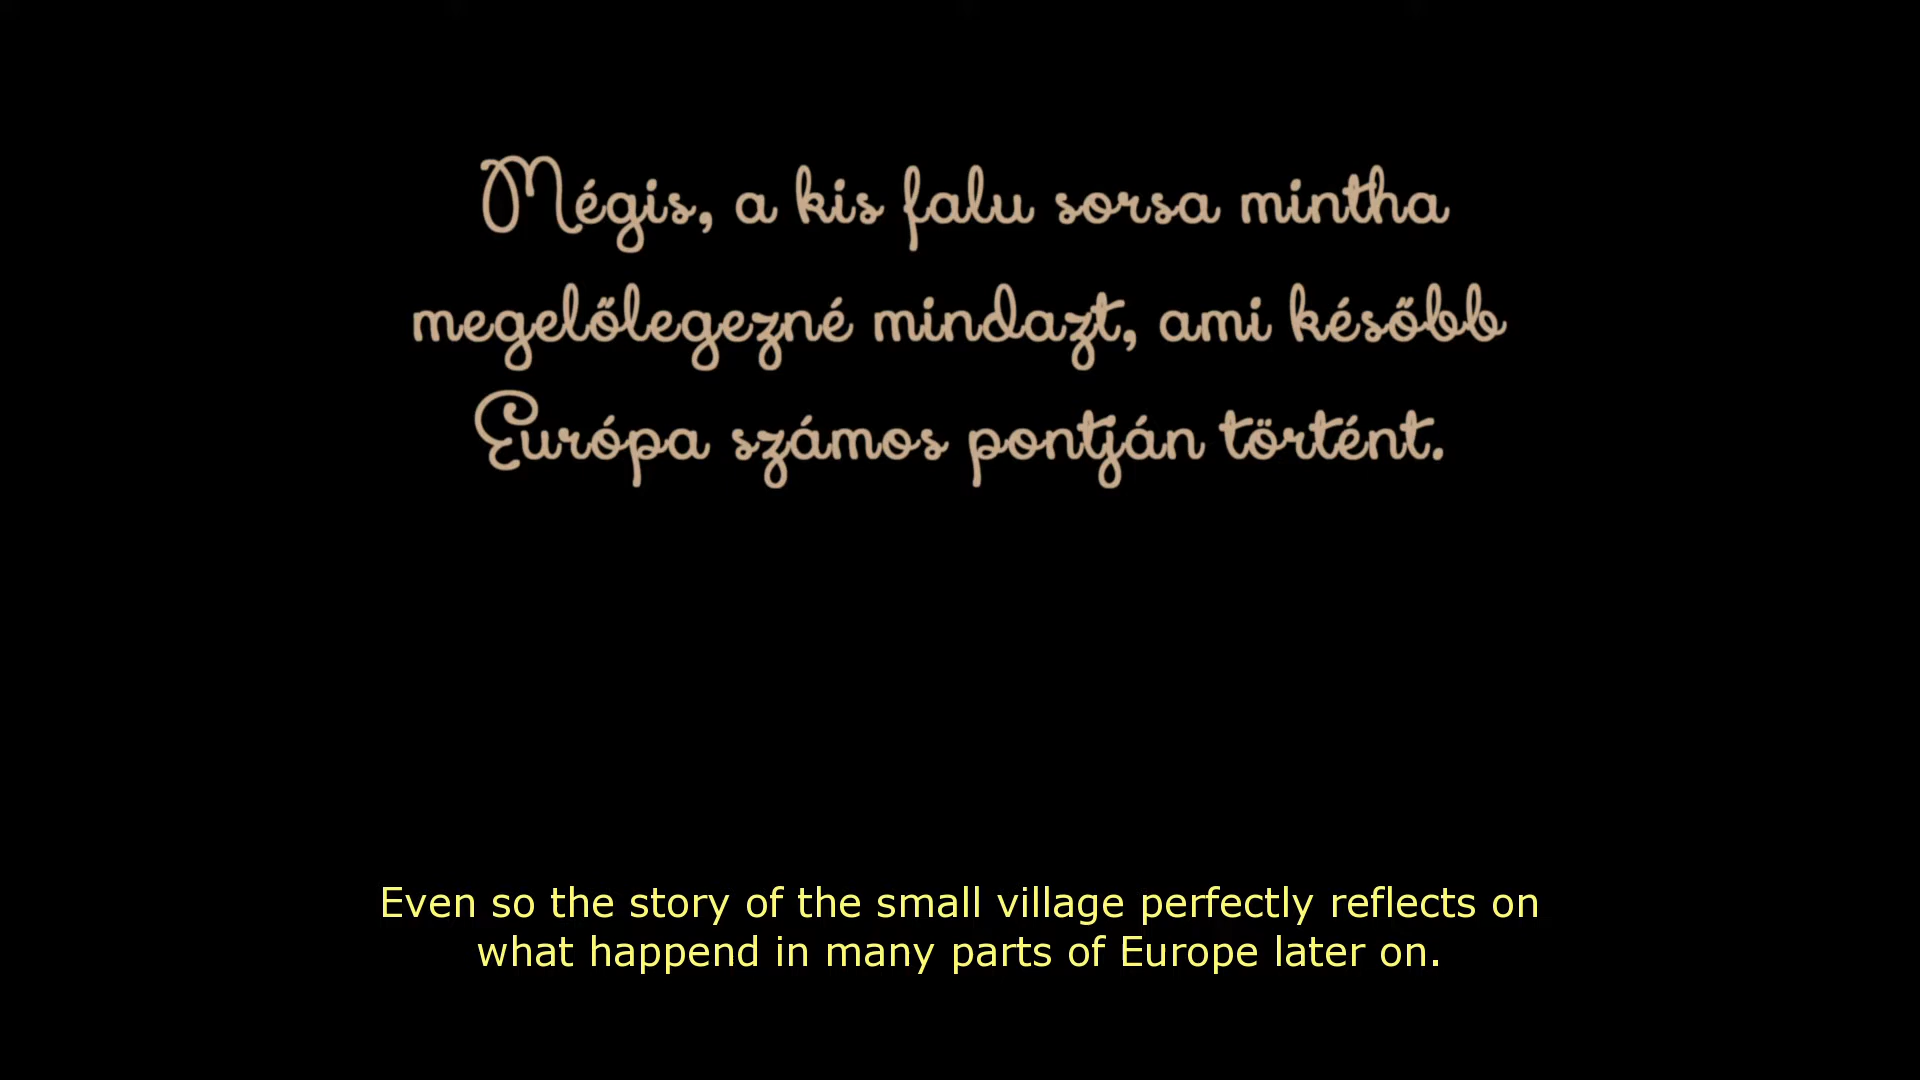 Mégis, a kis falu sorsa mintha
megelőlegezné mindazt, ami később
Európa számos pontján történt.
Even so the story of the small village perfectly reflects on
what happend in many parts of Europe later on.